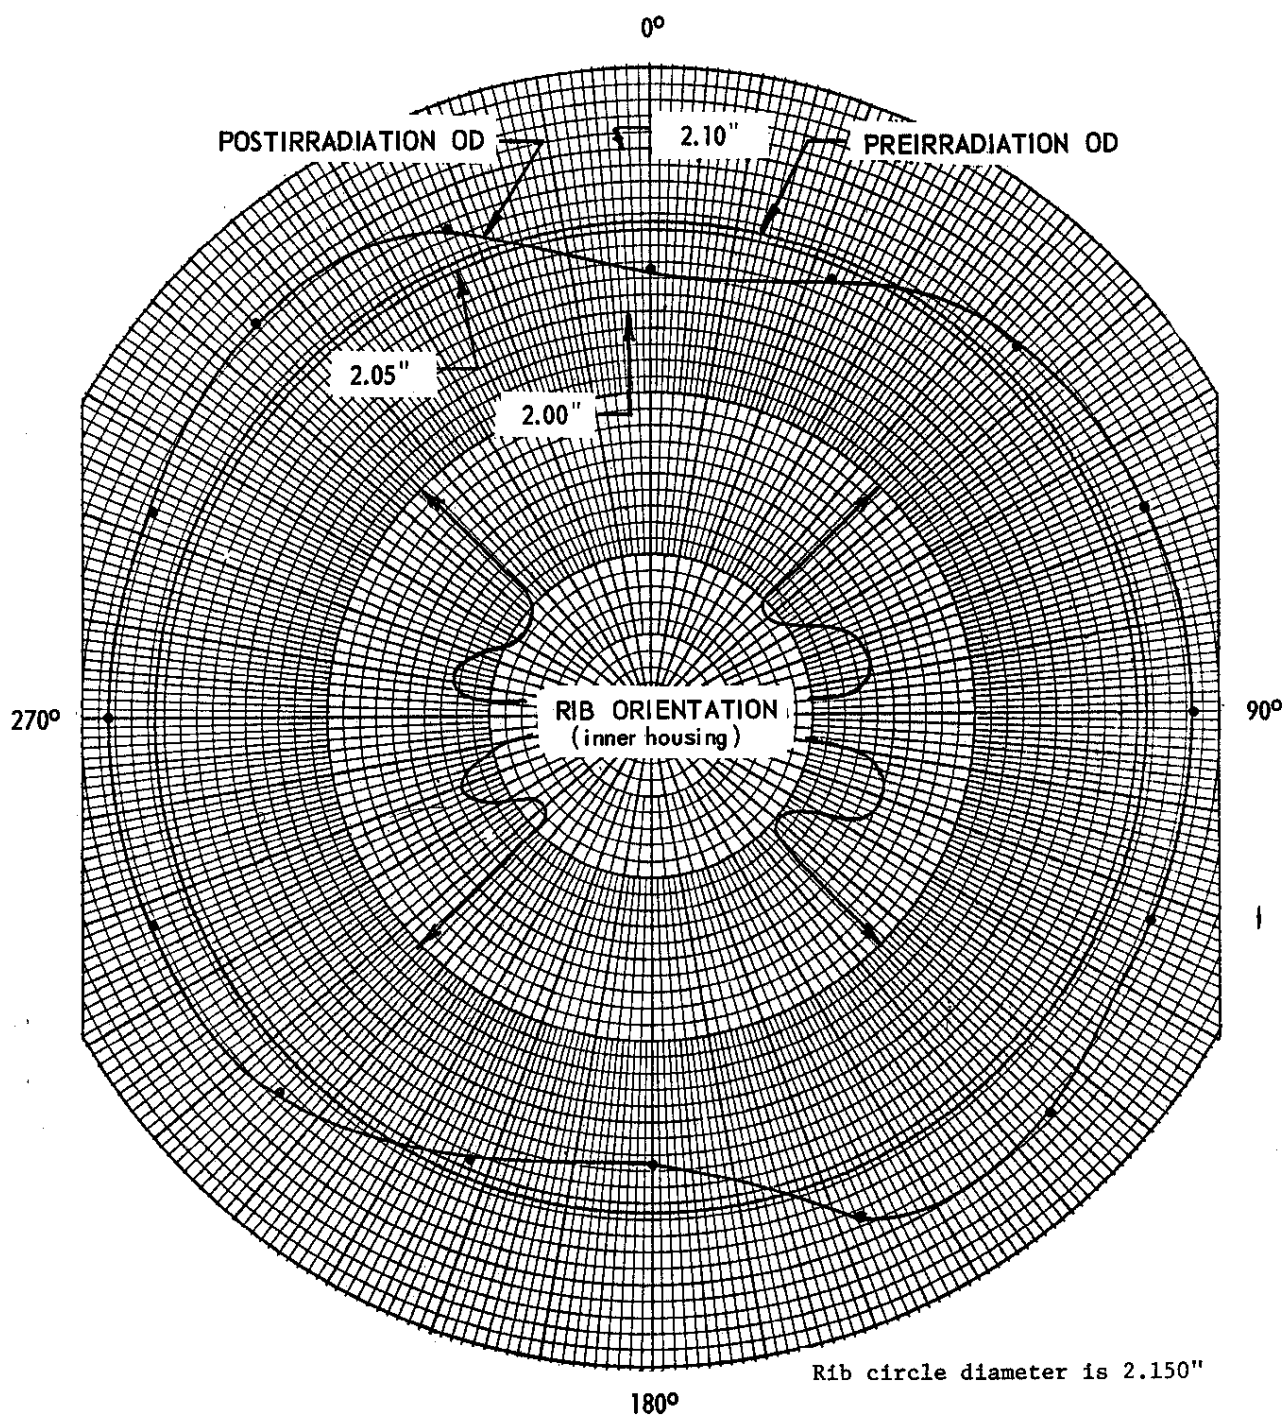 0°
POSTIRRADIATION OD
2.10"
PREIRRADIATION OD
2.05"
2.00"
270°
RIB ORIENTATION
(inner housing)
90°
Rib circle diameter is 2.150"
180°